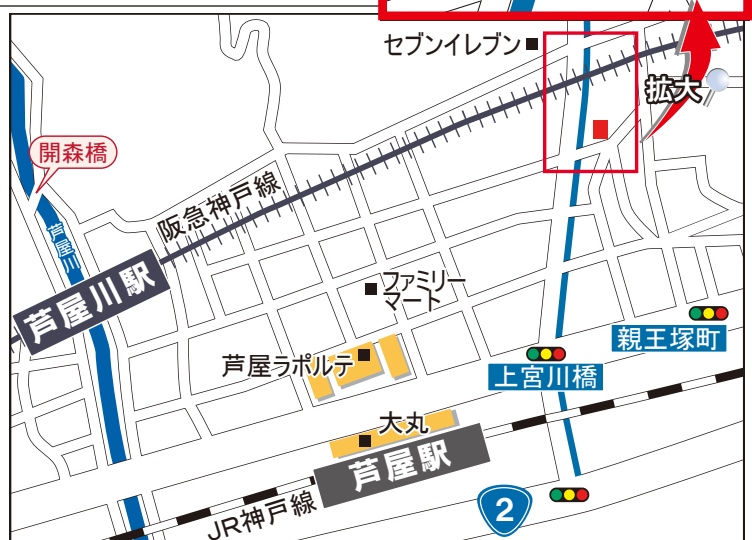 セブンイレブン
拡大
開森橋
阪急神戸線
芦屋川
芦屋川駅
ファミリー
マート
親王塚町
芦屋ラポルテ
上宮川橋
大丸
芦屋駅
2
JR神戸線